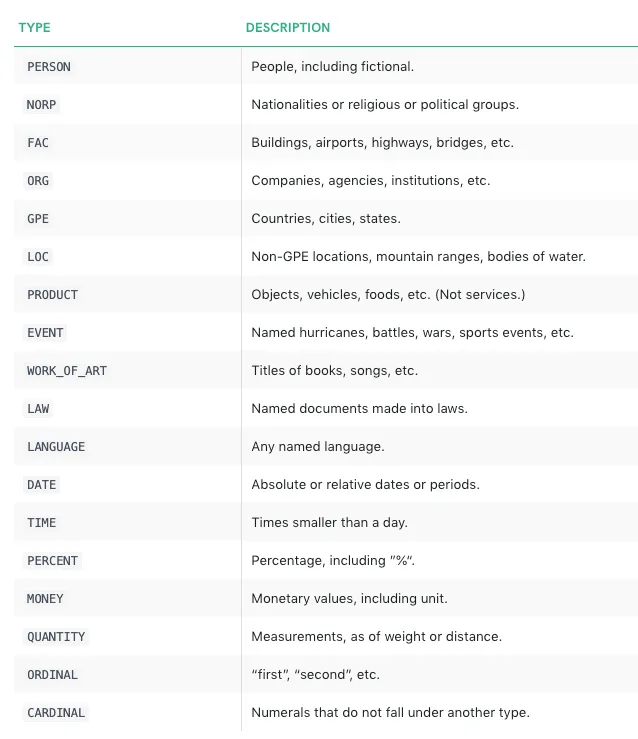 TYPE DESCRIPTION
PERSON People, including fictional.
NORP Nationalities or religious or political groups.
FAC Buildings, airports, highways, bridges, etc.
ORG Companies, agencies, institutions, etc.
GPE Countries, cities, states.
LOC Non-GPE locations, mountain ranges, bodies of water.
PRODUCT Objects, vehicles, foods, etc. (Not services.)
EVENT Named hurricanes, battles, wars, sports events, etc.
WORK_OF_ART Titles of books, songs, etc.
LAW Named documents made into laws.
LANGUAGE Any named language.
DATE Absolute or relative dates or periods.
TIME Times smaller than a day.
PERCENT Percentage, including ”%“.
MONEY Monetary values, including unit.
QUANTITY Measurements, as of weight or distance.
ORDINAL “first”, “second”, etc.
CARDINAL Numerals that do not fall under another type.